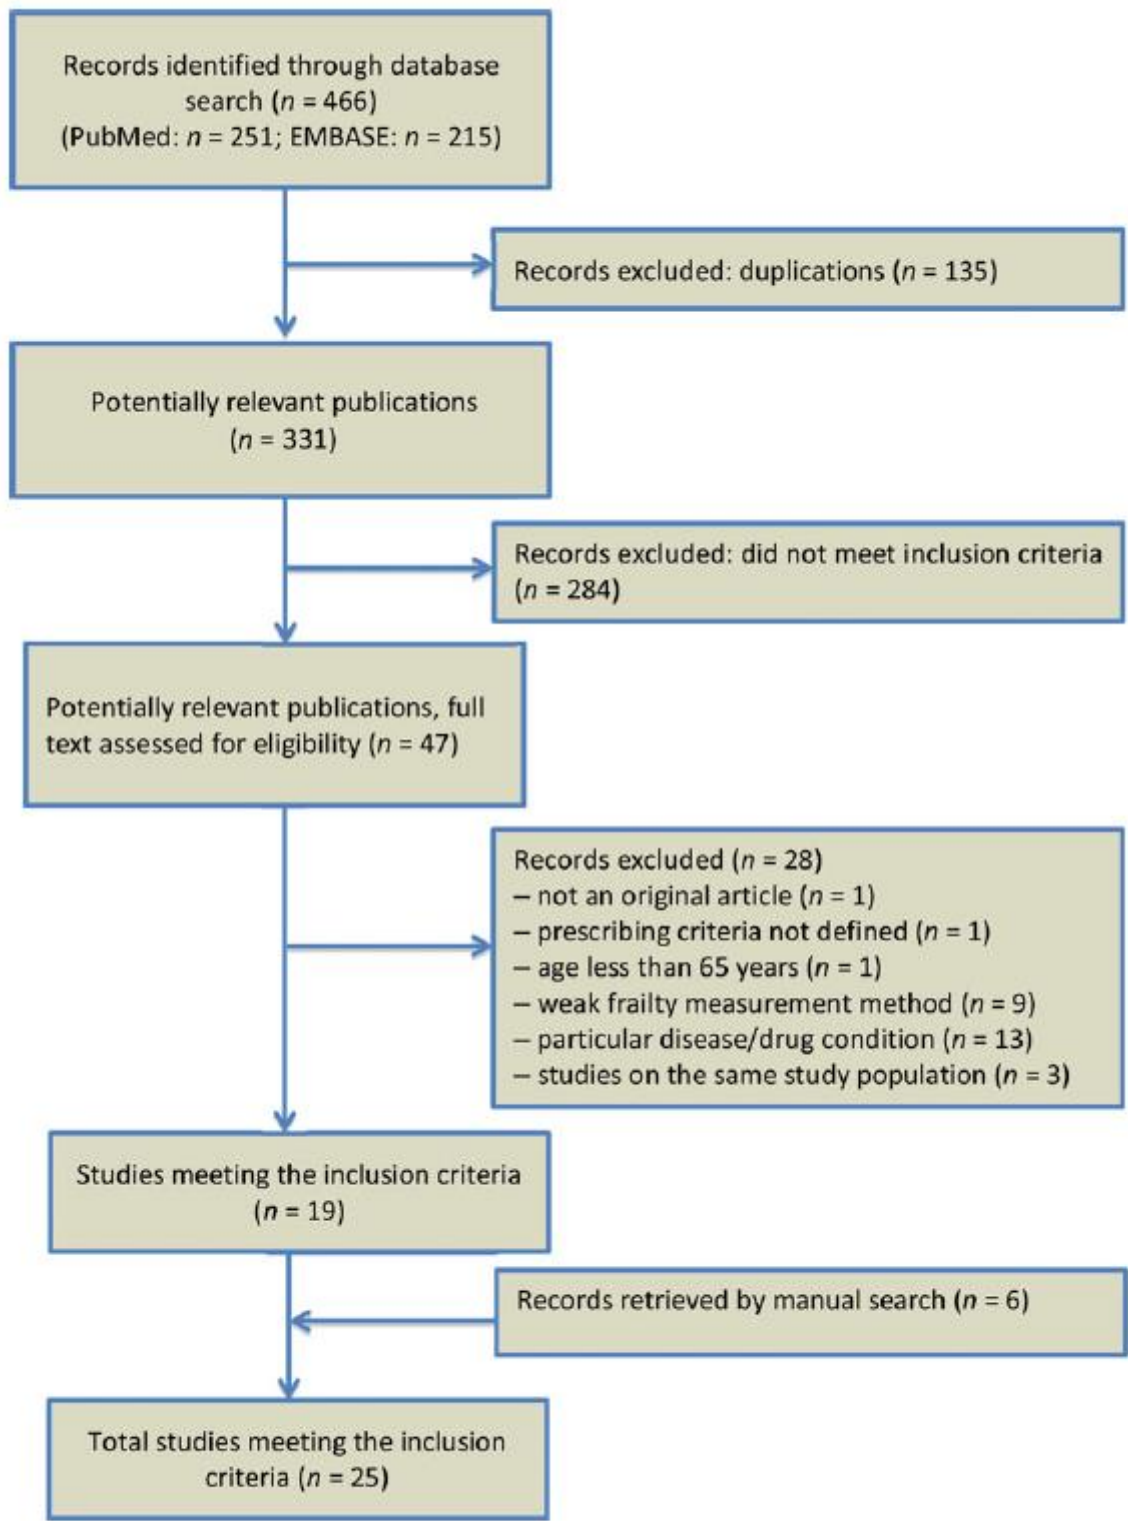 Records identified through database
search (n = 466)
(PubMed: n = 251; EMBASE: n = 215)
Records excluded: duplications (n = 135)
Potentially relevant publications
(n = 331)
Records excluded: did not meet inclusion criteria
(n = 284)
Potentially relevant publications, full
text assessed for eligibility (n = 47)
Records excluded (n = 28)
– not an original article (n = 1)
– prescribing criteria not defined (n = 1)
– age less than 65 years (n = 1)
– weak frailty measurement method (n = 9)
– particular disease/drug condition (n = 13)
– studies on the same study population (n = 3)
Studies meeting the inclusion criteria
(n = 19)
Records retrieved by manual search (n = 6)
Total studies meeting the inclusion
criteria (n = 25)